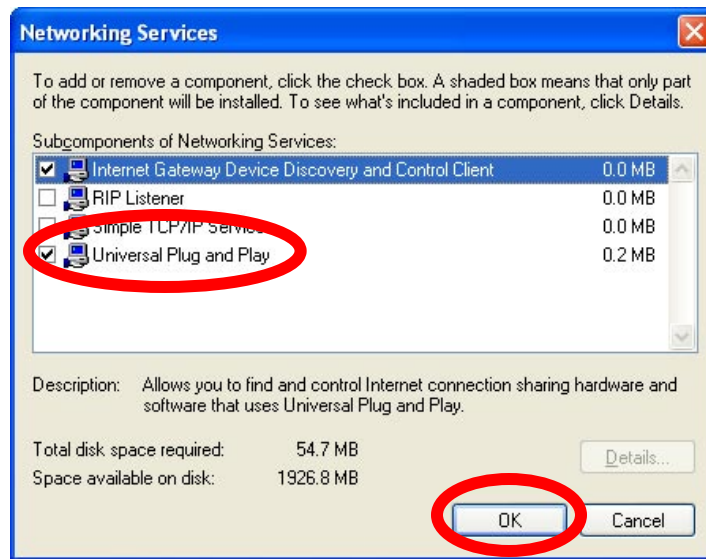 Networking Services
To add or remove a component, click the check box. A shaded box means that only part
of the component will be installed. To see what's included in a component, click Details.
Subcomponents of Networking Services:
Internet Gateway Device Discovery and Control Client 0.0 MB
RIP Listener 0.0 MB
Simple TCP/IP Services 0.0 MB
Universal Plug and Play 0.2 MB
Description: Allows you to find and control Internet connection sharing hardware and
software that uses Universal Plug and Play.
Total disk space required: 54.7 MB
Details...
Space available on disk: 1926.8 MB
OK Cancel